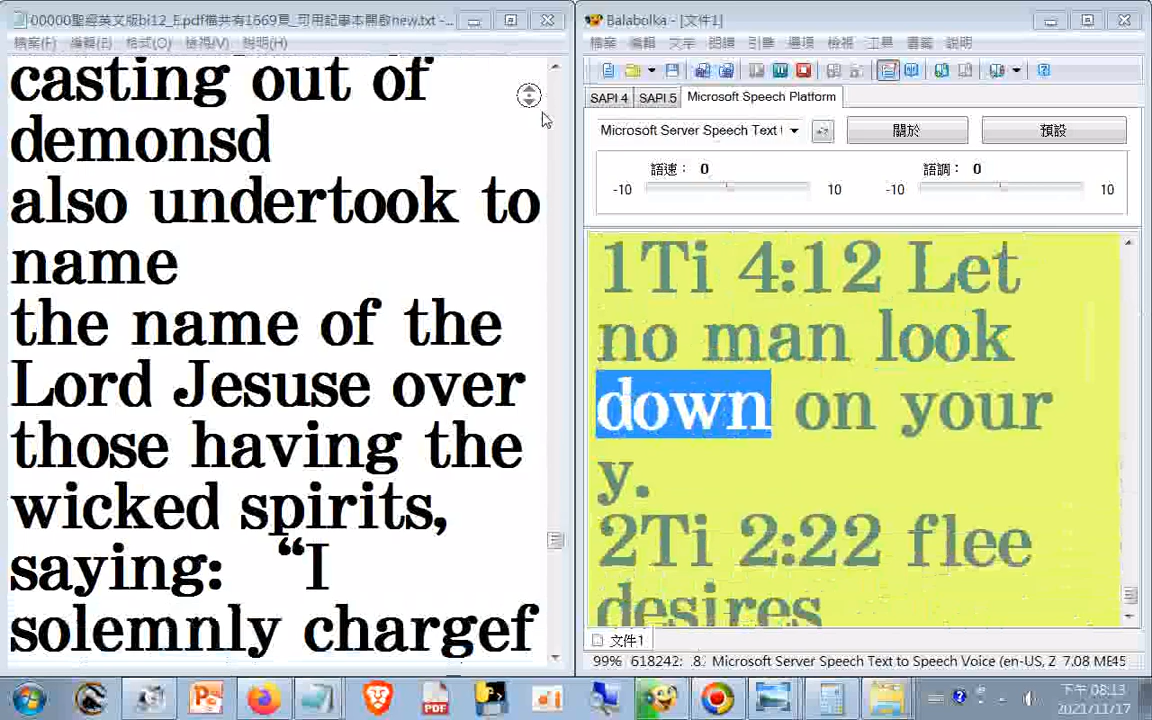 00000聖經英文版bi12_E.pdf檔共有1669頁_可用記事本開啟new.txt -...
檔案(F) 編輯(E) 格式(O) 檢視(V) 說明(H)
casting out of
demonsd
also undertook to
name
the name of the
Lord Jesuse over
those having the
wicked spirits,
saying: “I
solemnly chargef
Balabolka - [文件1]
檔案 編輯 文字 朗讀 引擎 選項 檢視 工具 書籤 說明
SAPI 4 SAPI 5 Microsoft Speech Platform
Microsoft Server Speech Text t
關於 預設
語速： 0 語調： 0
-10 10 -10 10
1Ti 4:12 Let
no man look
down on your
y.
2Ti 2:22 flee
desires
文件1
99% 618242: .8. Microsoft Server Speech Text to Speech Voice (en-US, Z 7.08 ME45
PDF
下午 08:13
2021/11/17